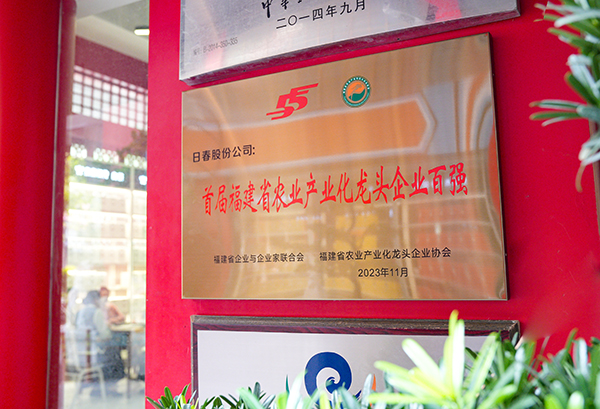 二〇一四年九月
日春股份公司:
首届福建省农业产业化龙头企业百强
福建省企业与企业家联合会 福建省农业产业化龙头企业协会
2023年11月